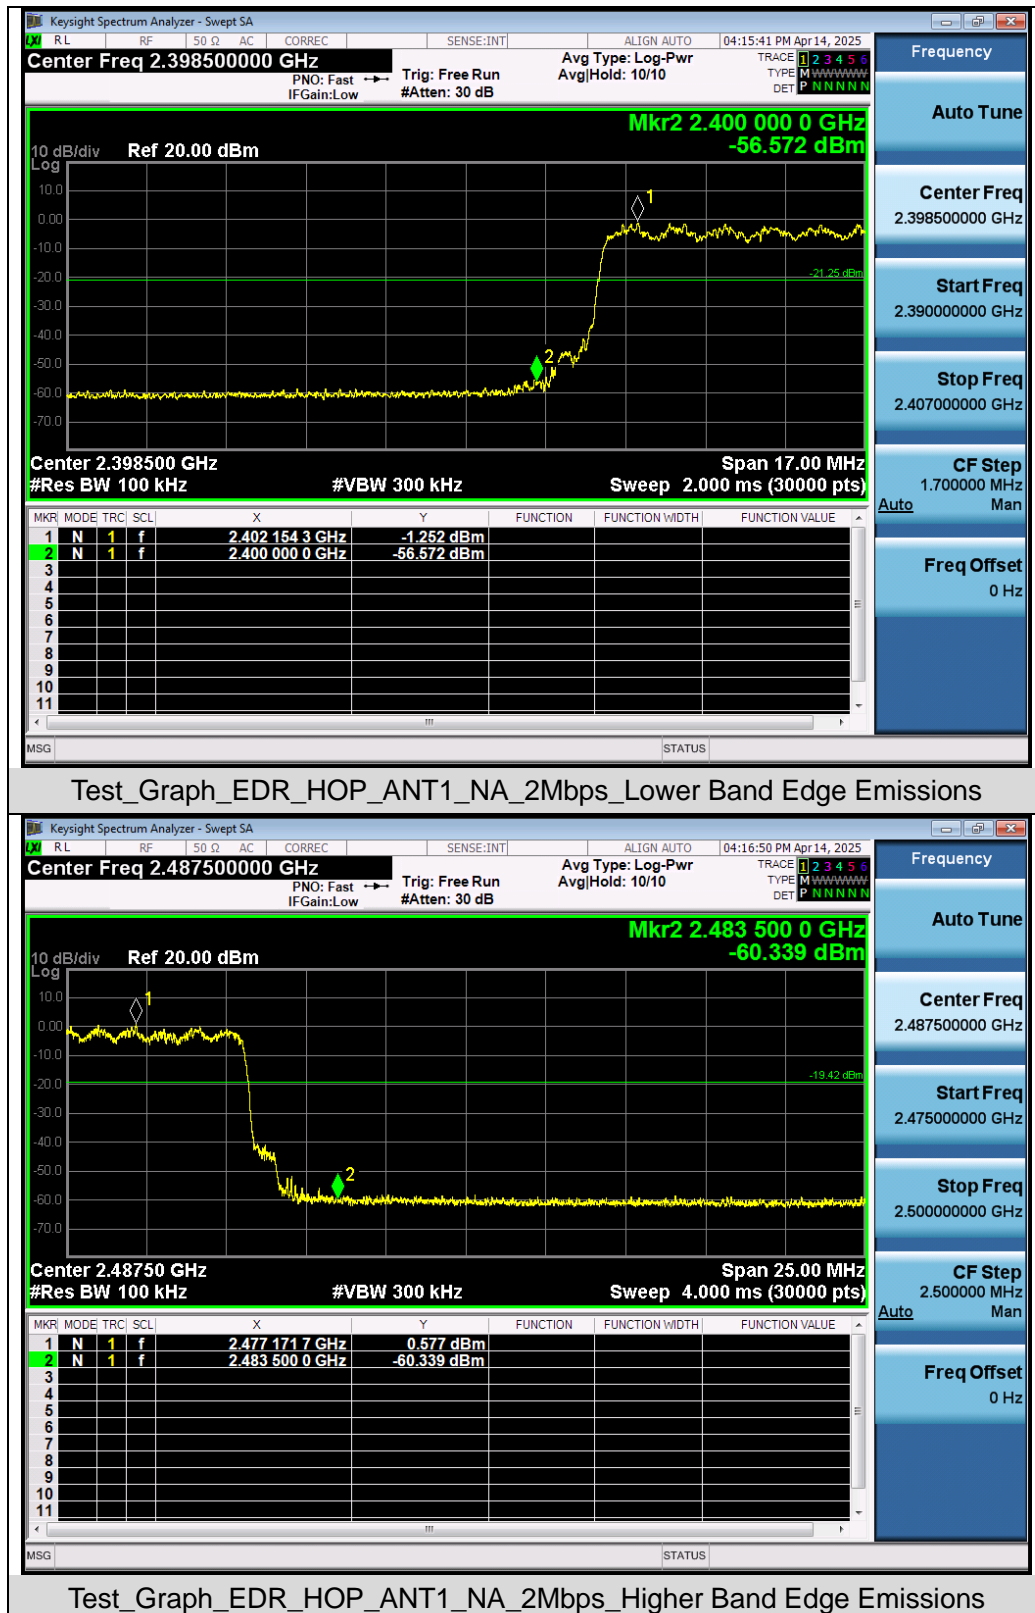 Keysight Spectrum Analyzer - Swept SA
LXI RL RF 50 Ω AC CORREC SENSE:INT ALIGN AUTO 04:15:41 PM Apr 14, 2025
Center Freq 2.398500000 GHz
PNO: Fast
IFGain:Low
Trig: Free Run
#Atten: 30 dB
Avg Type: Log-Pwr
Avg|Hold: 10/10
TRACE 1 2 3 4 5 6
TYPE M W W W W W
DET P N N N N N
Frequency
Mkr2 2.400 000 0 GHz
-56.572 dBm
10 dB/div Ref 20.00 dBm
Log
10.0
0.00
-10.0
-20.0
-30.0
-40.0
-50.0
-60.0
-70.0
1
2
-21.25 dBm
Center 2.398500 GHz Span 17.00 MHz
#Res BW 100 kHz #VBW 300 kHz Sweep 2.000 ms (30000 pts)
MKR MODE TRC SCL X Y FUNCTION FUNCTION WIDTH FUNCTION VALUE
1 N 1 f 2.402 154 3 GHz -1.252 dBm
2 N 1 f 2.400 000 0 GHz -56.572 dBm
3
4
5
6
7
8
9
10
11
MSG STATUS
Auto Tune
Center Freq
2.398500000 GHz
Start Freq
2.390000000 GHz
Stop Freq
2.407000000 GHz
CF Step
1.700000 MHz
Auto Man
Freq Offset
0 Hz
Test_Graph_EDR_HOP_ANT1_NA_2Mbps_Lower Band Edge Emissions
Keysight Spectrum Analyzer - Swept SA
LXI RL RF 50 Ω AC CORREC SENSE:INT ALIGN AUTO 04:16:50 PM Apr 14, 2025
Center Freq 2.487500000 GHz
PNO: Fast
IFGain:Low
Trig: Free Run
#Atten: 30 dB
Avg Type: Log-Pwr
Avg|Hold: 10/10
TRACE 1 2 3 4 5 6
TYPE M W W W W W
DET P N N N N N
Frequency
Mkr2 2.483 500 0 GHz
-60.339 dBm
10 dB/div Ref 20.00 dBm
Log
10.0
0.00
-10.0
-20.0
-30.0
-40.0
-50.0
-60.0
-70.0
1
2
-19.42 dBm
Center 2.48750 GHz Span 25.00 MHz
#Res BW 100 kHz #VBW 300 kHz Sweep 4.000 ms (30000 pts)
MKR MODE TRC SCL X Y FUNCTION FUNCTION WIDTH FUNCTION VALUE
1 N 1 f 2.477 171 7 GHz 0.577 dBm
2 N 1 f 2.483 500 0 GHz -60.339 dBm
3
4
5
6
7
8
9
10
11
MSG STATUS
Auto Tune
Center Freq
2.487500000 GHz
Start Freq
2.475000000 GHz
Stop Freq
2.500000000 GHz
CF Step
2.500000 MHz
Auto Man
Freq Offset
0 Hz
Test_Graph_EDR_HOP_ANT1_NA_2Mbps_Higher Band Edge Emissions